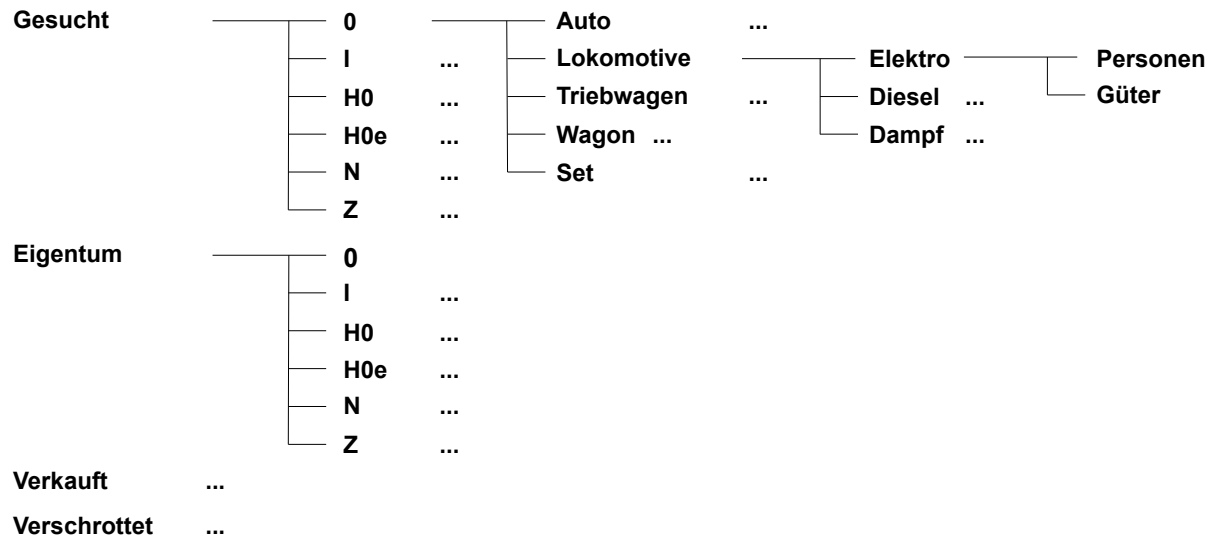 Gesucht 0 Auto ...
I ... Lokomotive Elektro Personen
H0 ... Triebwagen ... Diesel ... Güter
H0e ... Wagon ... Dampf ...
N ... Set ...
Z ...
Eigentum 0
I ...
H0 ...
H0e ...
N ...
Z ...
Verkauft ...
Verschrottet ...